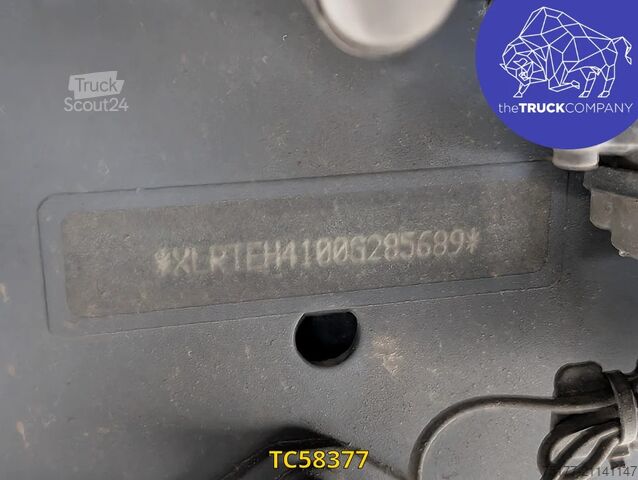 Truck
Scout24
theTRUCKCOMPANY
*XLRTEH4100G285689*
TC58377